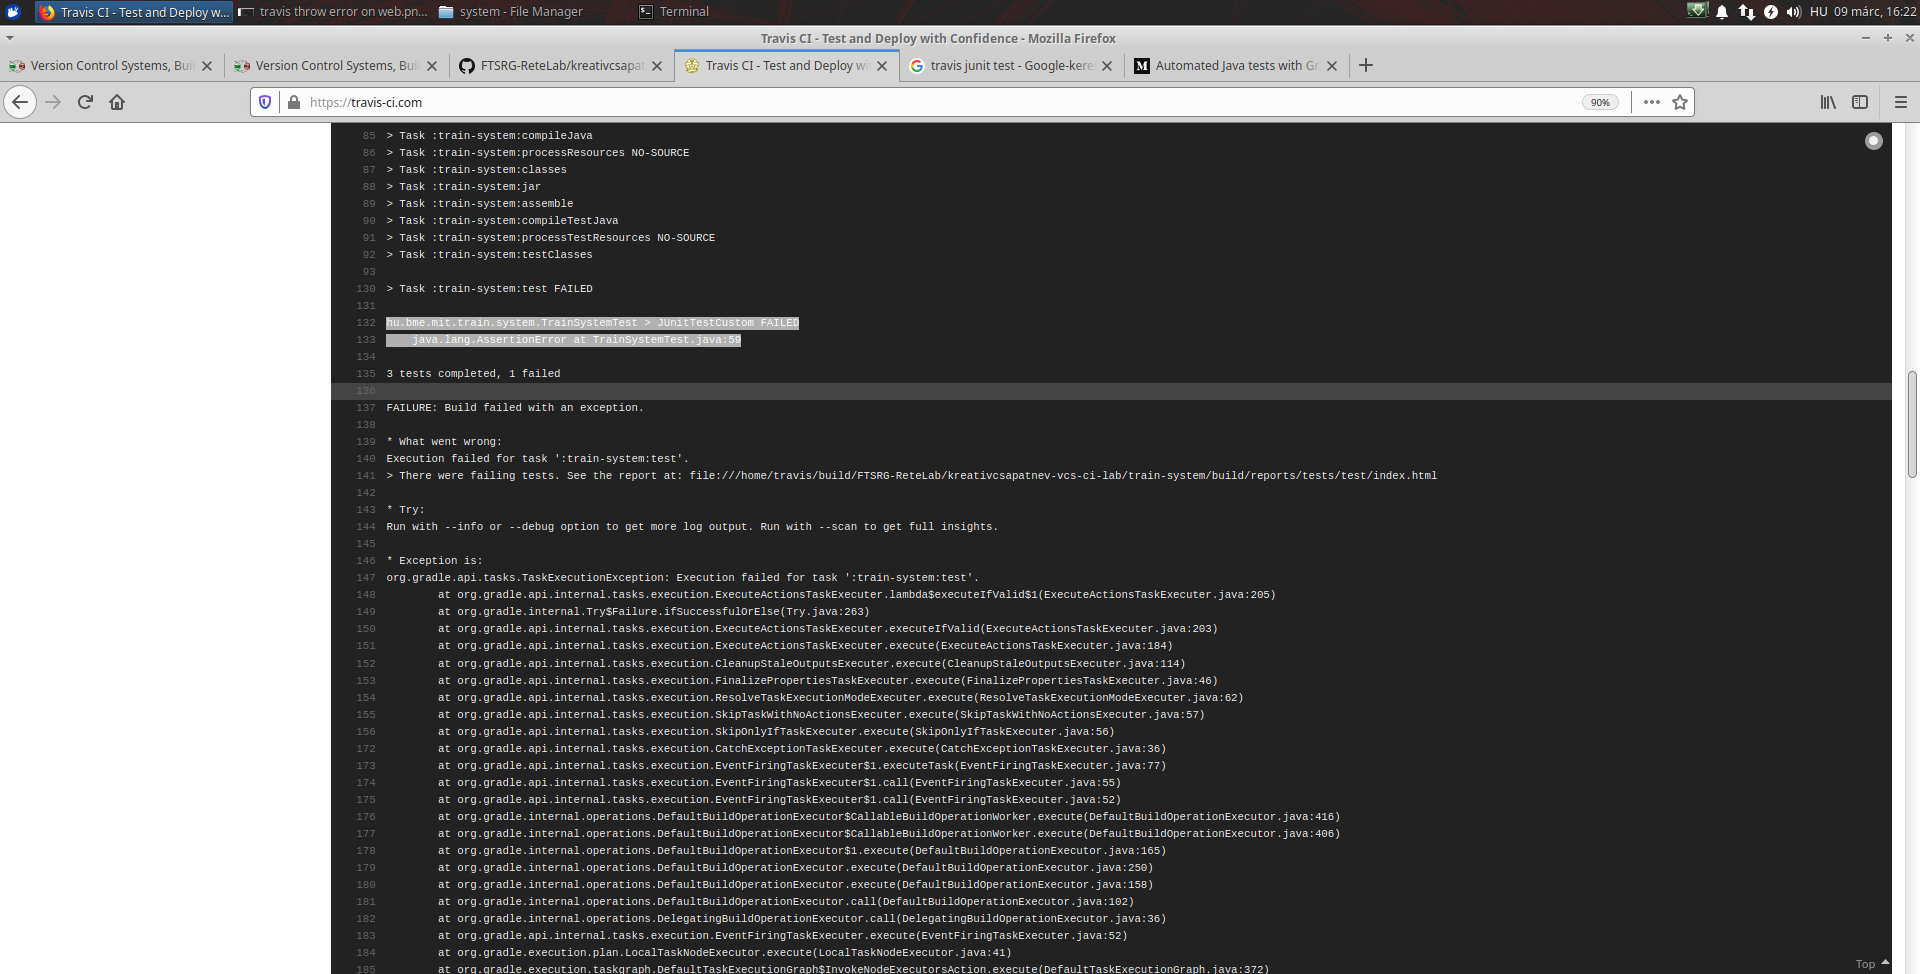 Travis CI - Test and Deploy w...
travis throw error on web.pn...
system - File Manager
Terminal
HU 09 márc, 16:22
Travis CI - Test and Deploy with Confidence - Mozilla Firefox
Version Control Systems, Bui
Version Control Systems, Bui
FTSRG-ReteLab/kreativcsapat
Travis CI - Test and Deploy wi
travis junit test - Google-kere
Automated Java tests with Gr
https://travis-ci.com
90%
85 > Task :train-system:compileJava
86 > Task :train-system:processResources NO-SOURCE
87 > Task :train-system:classes
88 > Task :train-system:jar
89 > Task :train-system:assemble
90 > Task :train-system:compileTestJava
91 > Task :train-system:processTestResources NO-SOURCE
92 > Task :train-system:testClasses
93
130 > Task :train-system:test FAILED
131
132 hu.bme.mit.train.system.TrainSystemTest > JUnitTestCustom FAILED
133 java.lang.AssertionError at TrainSystemTest.java:59
134
135 3 tests completed, 1 failed
136
137 FAILURE: Build failed with an exception.
138
139 * What went wrong:
140 Execution failed for task ':train-system:test'.
141 > There were failing tests. See the report at: file:///home/travis/build/FTSRG-ReteLab/kreativcsapatnev-vcs-ci-lab/train-system/build/reports/tests/test/index.html
142
143 * Try:
144 Run with --info or --debug option to get more log output. Run with --scan to get full insights.
145
146 * Exception is:
147 org.gradle.api.tasks.TaskExecutionException: Execution failed for task ':train-system:test'.
148 at org.gradle.api.internal.tasks.execution.ExecuteActionsTaskExecuter.lambda$executeIfValid$1(ExecuteActionsTaskExecuter.java:205)
149 at org.gradle.internal.Try$Failure.ifSuccessfulOrElse(Try.java:263)
150 at org.gradle.api.internal.tasks.execution.ExecuteActionsTaskExecuter.executeIfValid(ExecuteActionsTaskExecuter.java:203)
151 at org.gradle.api.internal.tasks.execution.ExecuteActionsTaskExecuter.execute(ExecuteActionsTaskExecuter.java:184)
152 at org.gradle.api.internal.tasks.execution.CleanupStaleOutputsExecuter.execute(CleanupStaleOutputsExecuter.java:114)
153 at org.gradle.api.internal.tasks.execution.FinalizePropertiesTaskExecuter.execute(FinalizePropertiesTaskExecuter.java:46)
154 at org.gradle.api.internal.tasks.execution.ResolveTaskExecutionModeExecuter.execute(ResolveTaskExecutionModeExecuter.java:62)
155 at org.gradle.api.internal.tasks.execution.SkipTaskWithNoActionsExecuter.execute(SkipTaskWithNoActionsExecuter.java:57)
156 at org.gradle.api.internal.tasks.execution.SkipOnlyIfTaskExecuter.execute(SkipOnlyIfTaskExecuter.java:56)
172 at org.gradle.api.internal.tasks.execution.CatchExceptionTaskExecuter.execute(CatchExceptionTaskExecuter.java:36)
173 at org.gradle.api.internal.tasks.execution.EventFiringTaskExecuter$1.executeTask(EventFiringTaskExecuter.java:77)
174 at org.gradle.api.internal.tasks.execution.EventFiringTaskExecuter$1.call(EventFiringTaskExecuter.java:55)
175 at org.gradle.api.internal.tasks.execution.EventFiringTaskExecuter$1.call(EventFiringTaskExecuter.java:52)
176 at org.gradle.internal.operations.DefaultBuildOperationExecutor$CallableBuildOperationWorker.execute(DefaultBuildOperationExecutor.java:416)
177 at org.gradle.internal.operations.DefaultBuildOperationExecutor$CallableBuildOperationWorker.execute(DefaultBuildOperationExecutor.java:406)
178 at org.gradle.internal.operations.DefaultBuildOperationExecutor$1.execute(DefaultBuildOperationExecutor.java:165)
179 at org.gradle.internal.operations.DefaultBuildOperationExecutor.execute(DefaultBuildOperationExecutor.java:250)
180 at org.gradle.internal.operations.DefaultBuildOperationExecutor.execute(DefaultBuildOperationExecutor.java:158)
181 at org.gradle.internal.operations.DefaultBuildOperationExecutor.call(DefaultBuildOperationExecutor.java:102)
182 at org.gradle.internal.operations.DelegatingBuildOperationExecutor.call(DelegatingBuildOperationExecutor.java:36)
183 at org.gradle.api.internal.tasks.execution.EventFiringTaskExecuter.execute(EventFiringTaskExecuter.java:52)
184 at org.gradle.execution.plan.LocalTaskNodeExecutor.execute(LocalTaskNodeExecutor.java:41)
185 at org.gradle.execution.taskgraph.DefaultTaskExecutionGraph$InvokeNodeExecutorsAction.execute(DefaultTaskExecutionGraph.java:372)
Top